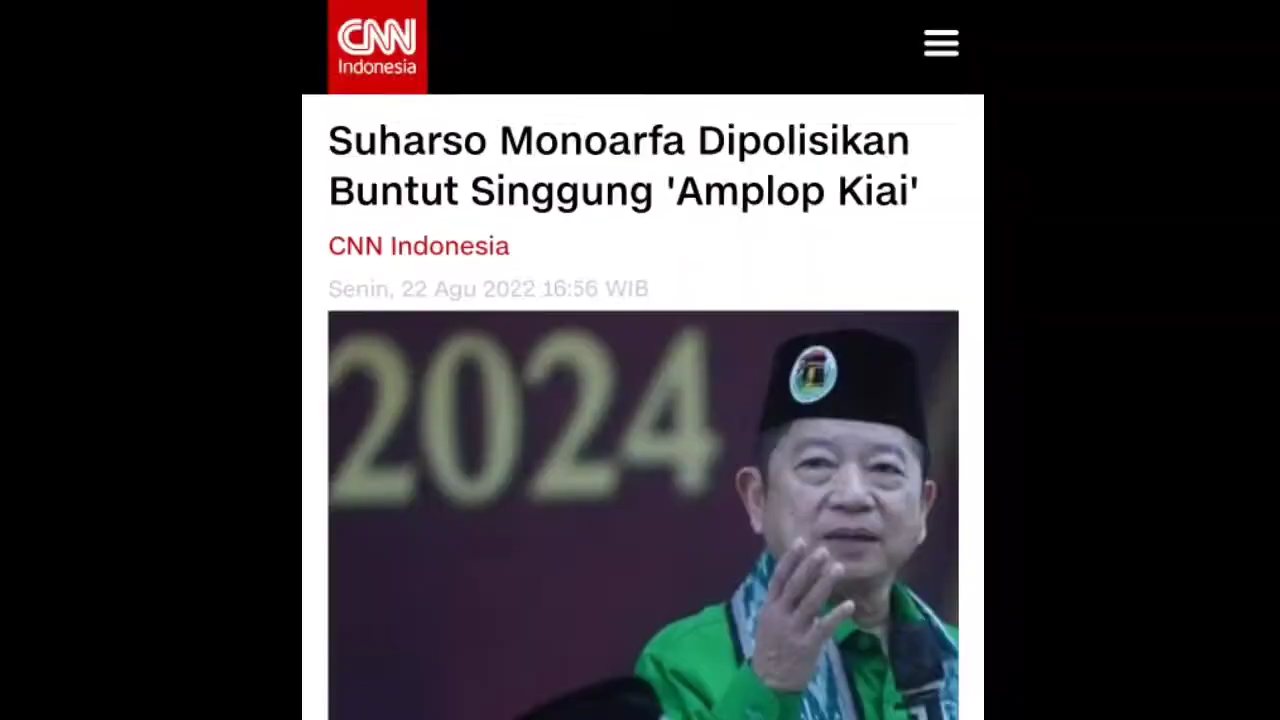 CNN
Indonesia
Suharso Monoarfa Dipolisikan
Buntut Singgung 'Amplop Kiai'
CNN Indonesia
Senin, 22 Agu 2022 16:56 WIB
2024